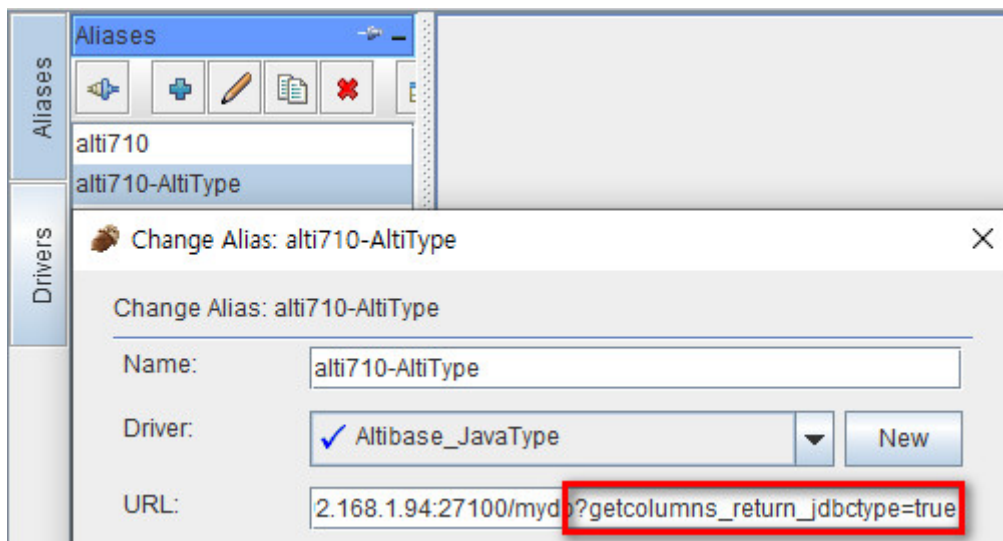 Aliases
Aliases
alti710
alti710-AltiType
Drivers
Change Alias: alti710-AltiType
Change Alias: alti710-AltiType
Name:
alti710-AltiType
Driver:
Altibase_JavaType
New
URL:
2.168.1.94:27100/mydb?getcolumns_return_jdbctype=true